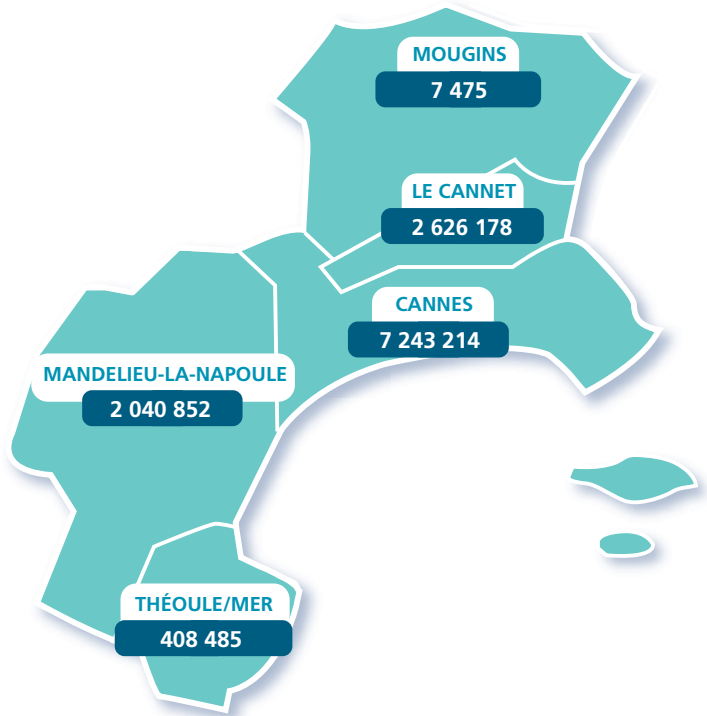 MOUGINS
7 475
LE CANNET
2 626 178
CANNES
7 243 214
MANDELIEU-LA-NAPOULE
2 040 852
THÉOULE/MER
408 485